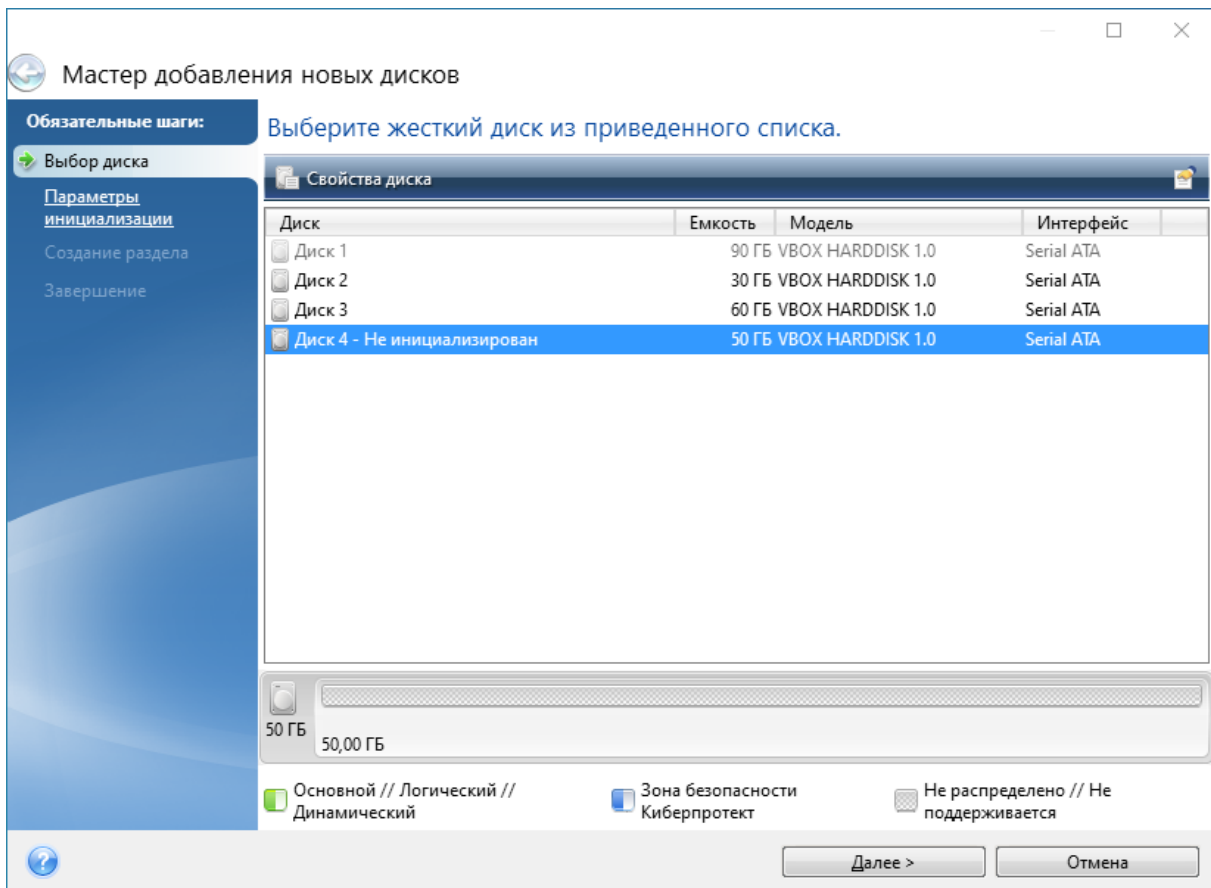 Мастер добавления новых дисков
Обязательные шаги:
Выбор диска
Параметры
инициализации
Создание раздела
Завершение
Выберите жесткий диск из приведенного списка.
Свойства диска
Диск Емкость Модель Интерфейс
Диск 1 90 ГБ VBOX HARDDISK 1.0 Serial ATA
Диск 2 30 ГБ VBOX HARDDISK 1.0 Serial ATA
Диск 3 60 ГБ VBOX HARDDISK 1.0 Serial ATA
Диск 4 - Не инициализирован 50 ГБ VBOX HARDDISK 1.0 Serial ATA
50 ГБ
50,00 ГБ
Основной // Логический //
Динамический
Зона безопасности
Киберпротект
Не распределено // Не
поддерживается
Далее >
Отмена